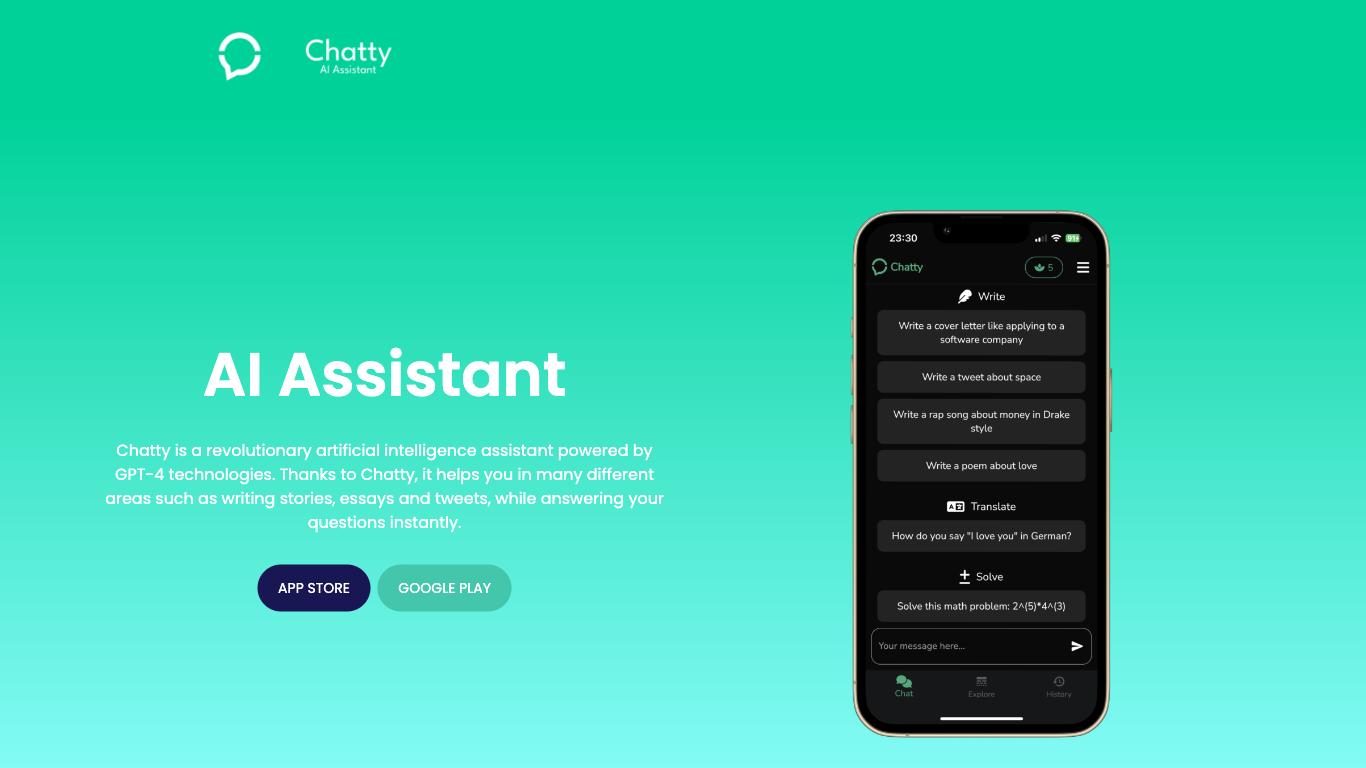 Chatty
AI Assistant
AI Assistant
Chatty is a revolutionary artificial intelligence assistant powered by
GPT-4 technologies. Thanks to Chatty, it helps you in many different
areas such as writing stories, essays and tweets, while answering your
questions instantly.
APP STORE
GOOGLE PLAY
23:30
91
Chatty
5
Write
Write a cover letter like applying to a
software company
Write a tweet about space
Write a rap song about money in Drake
style
Write a poem about love
Translate
How do you say "I love you" in German?
Solve
Solve this math problem: 2^(5)*4^(3)
Your message here...
Chat
Explore
History